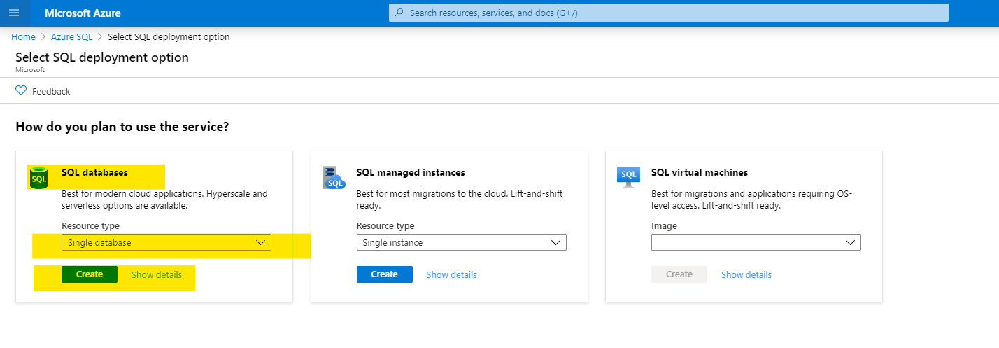 Microsoft Azure
Search resources, services, and docs (G+/)
Home > Azure SQL > Select SQL deployment option
Select SQL deployment option
Microsoft
Feedback
How do you plan to use the service?
SQL
SQL databases
Best for modern cloud applications. Hyperscale and
serverless options are available.
Resource type
Single database
Create
Show details
SQL
SQL managed instances
Best for most migrations to the cloud. Lift-and-shift
ready.
Resource type
Single instance
Create
Show details
SQL
SQL virtual machines
Best for migrations and applications requiring OS-
level access. Lift-and-shift ready.
Image
Create
Show details